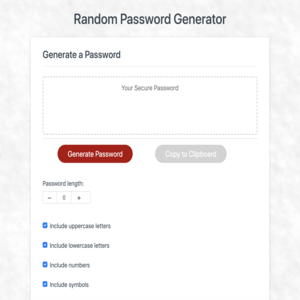 Random Password Generator
Generate a Password
Your Secure Password
Generate Password
Copy to Clipboard
Password length:
− 8 +
Include uppercase letters
Include lowercase letters
Include numbers
Include symbols